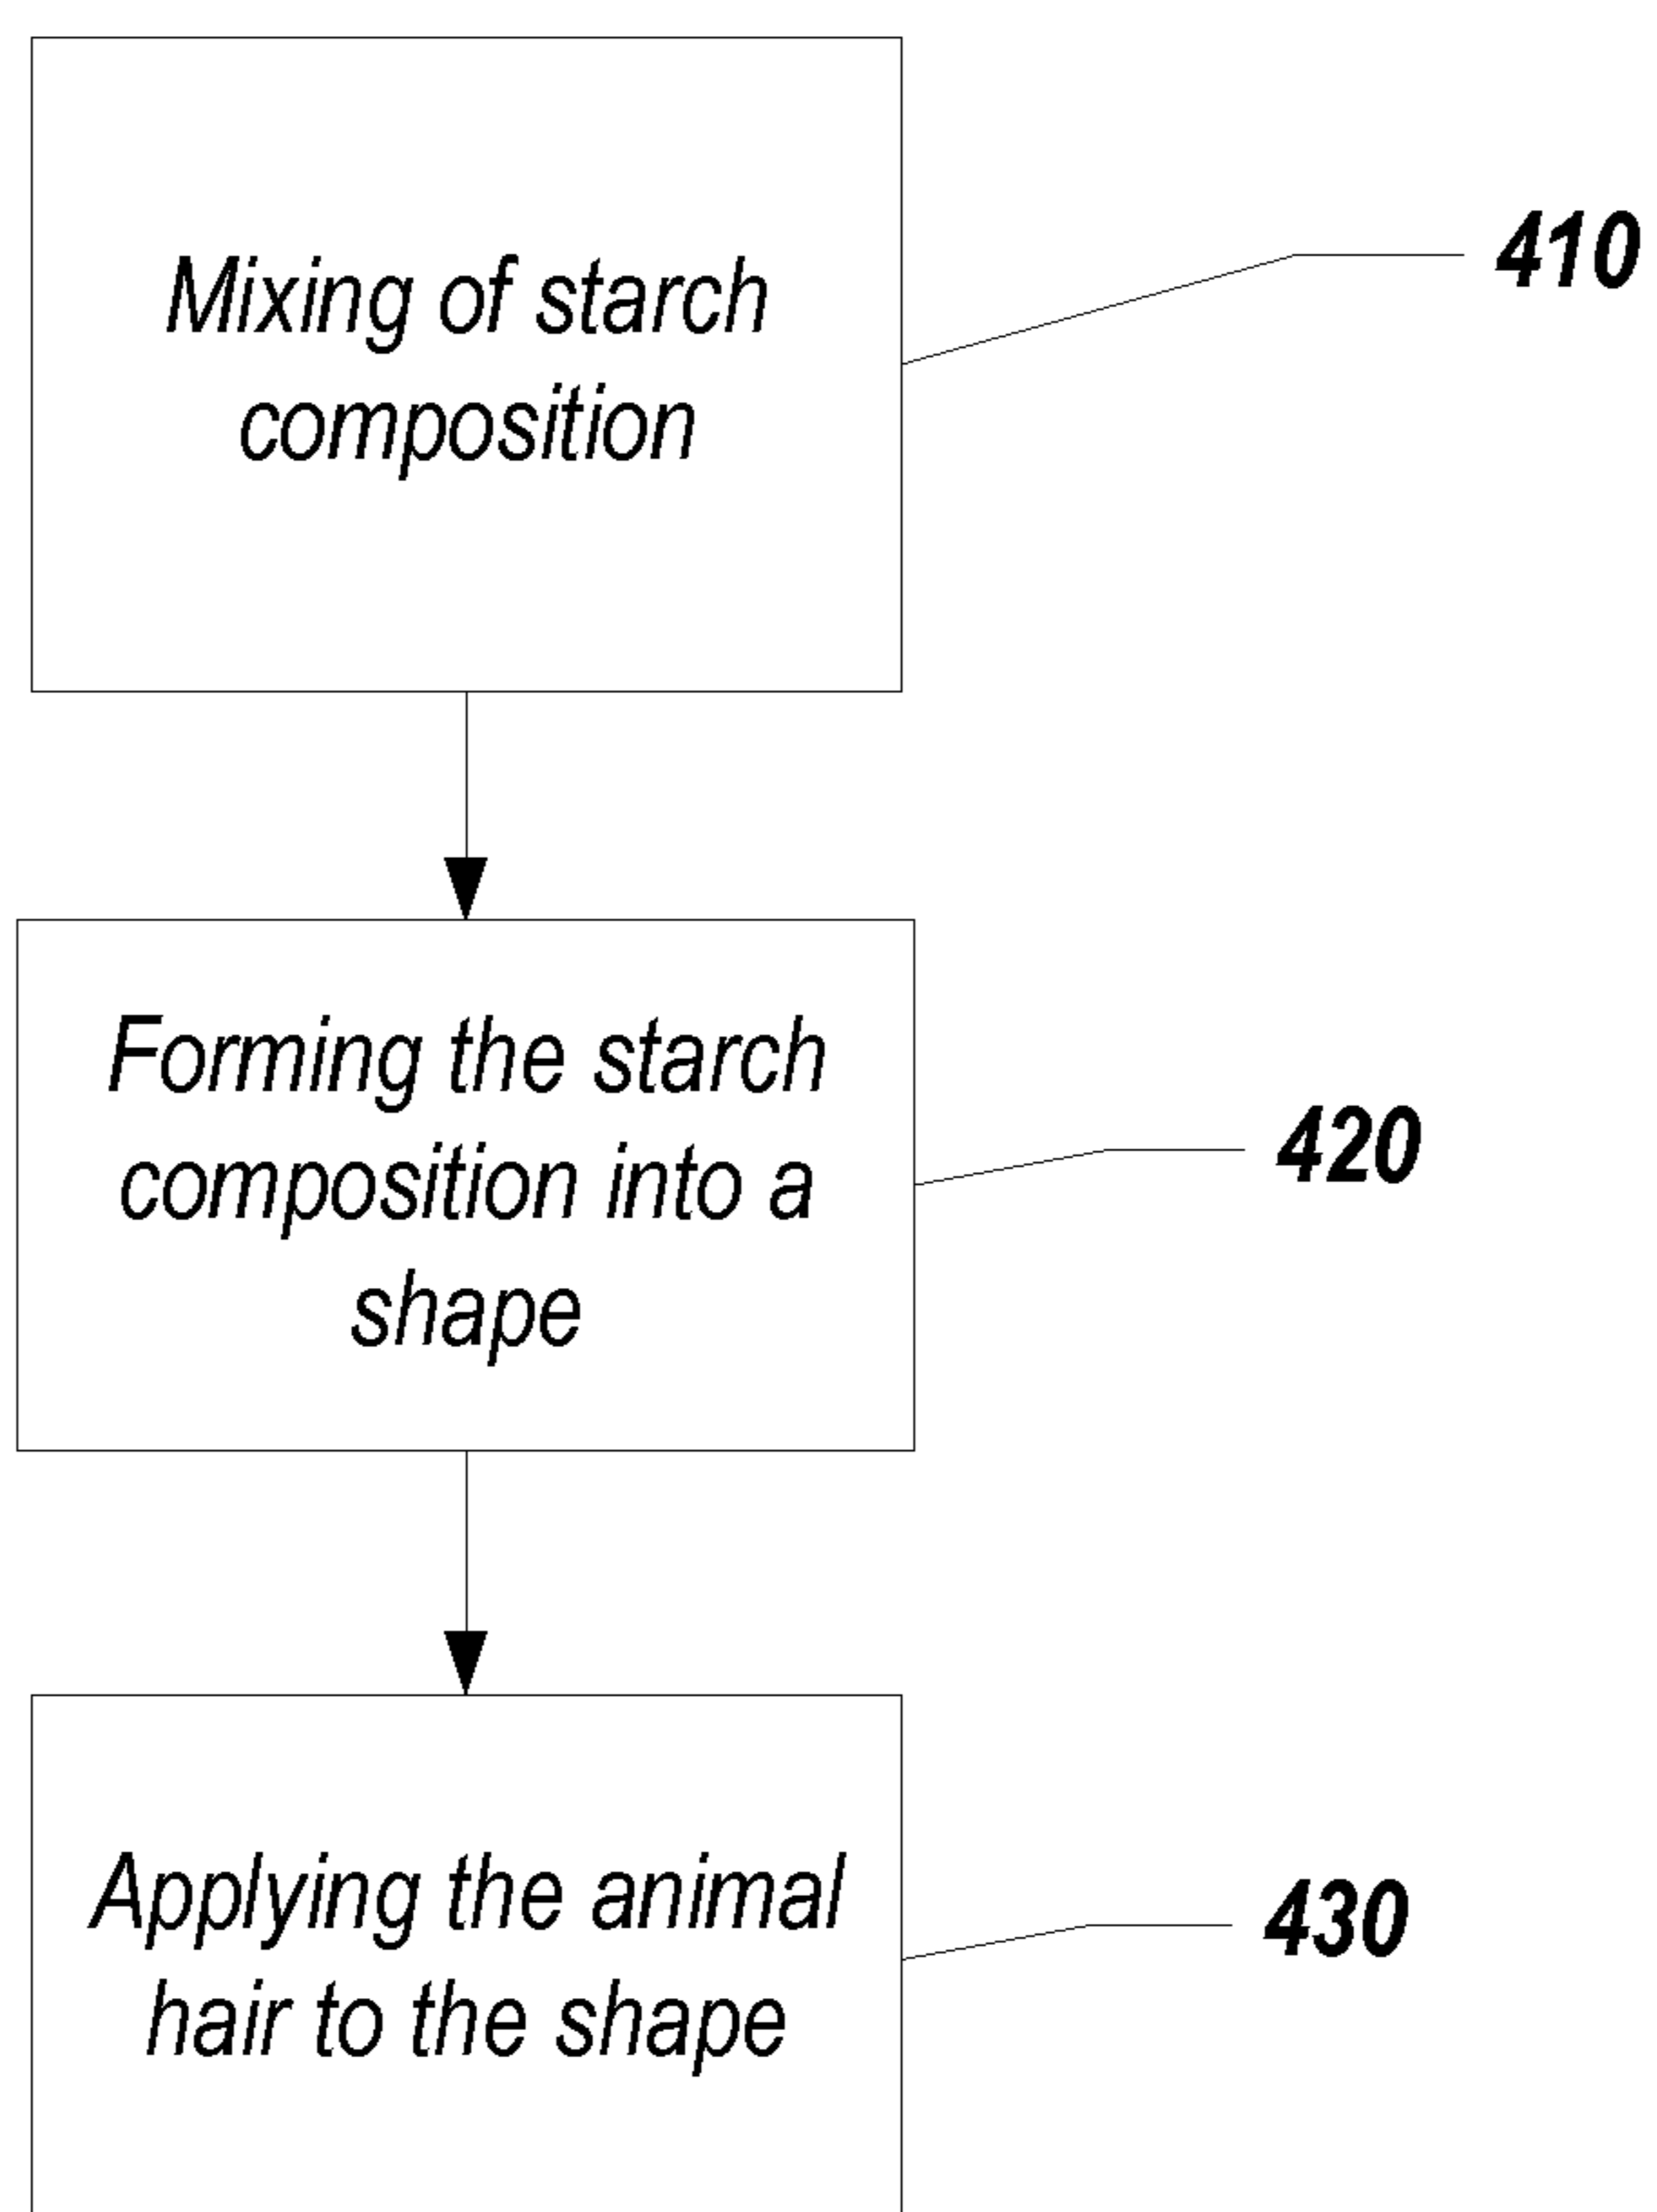 Mixing of starch
composition
410
Forming the starch
composition into a
shape
420
Applying the animal
hair to the shape
430